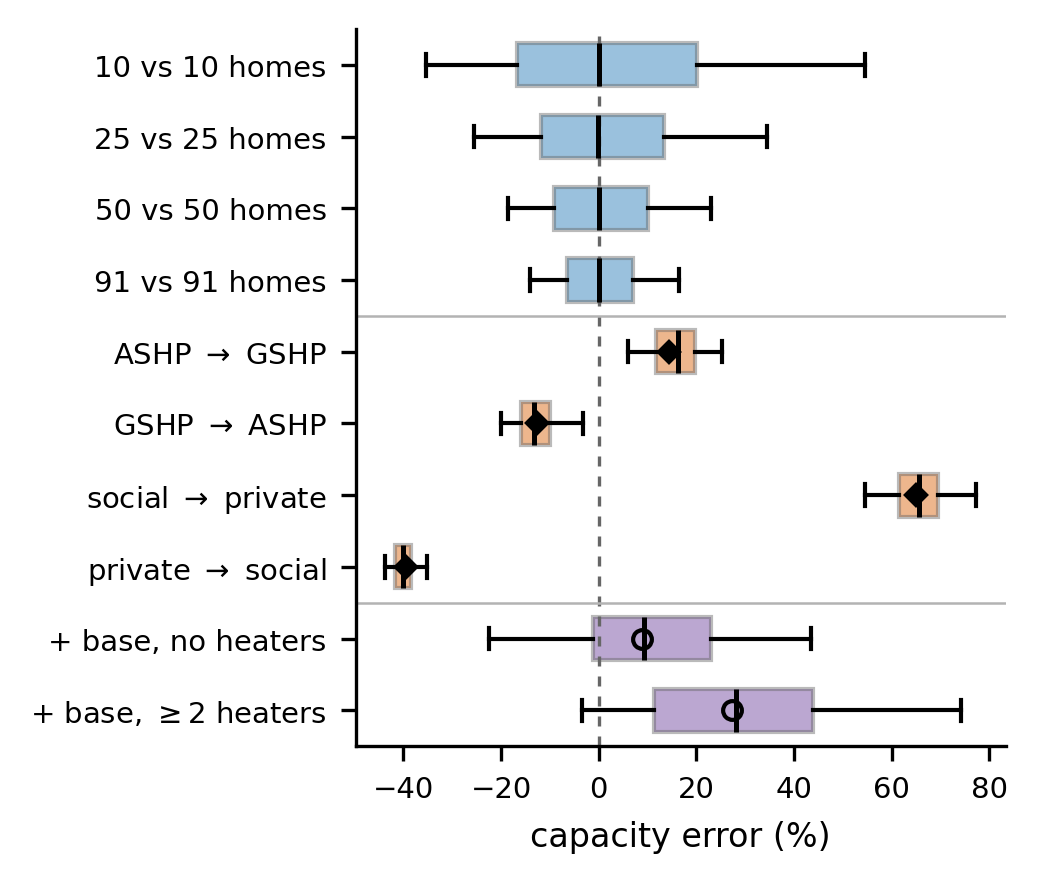 10 vs 10 homes
25 vs 25 homes
50 vs 50 homes
91 vs 91 homes
ASHP → GSHP
GSHP → ASHP
social → private
private → social
+ base, no heaters
+ base, ≥2 heaters
−40 −20 0 20 40 60 80
capacity error (%)